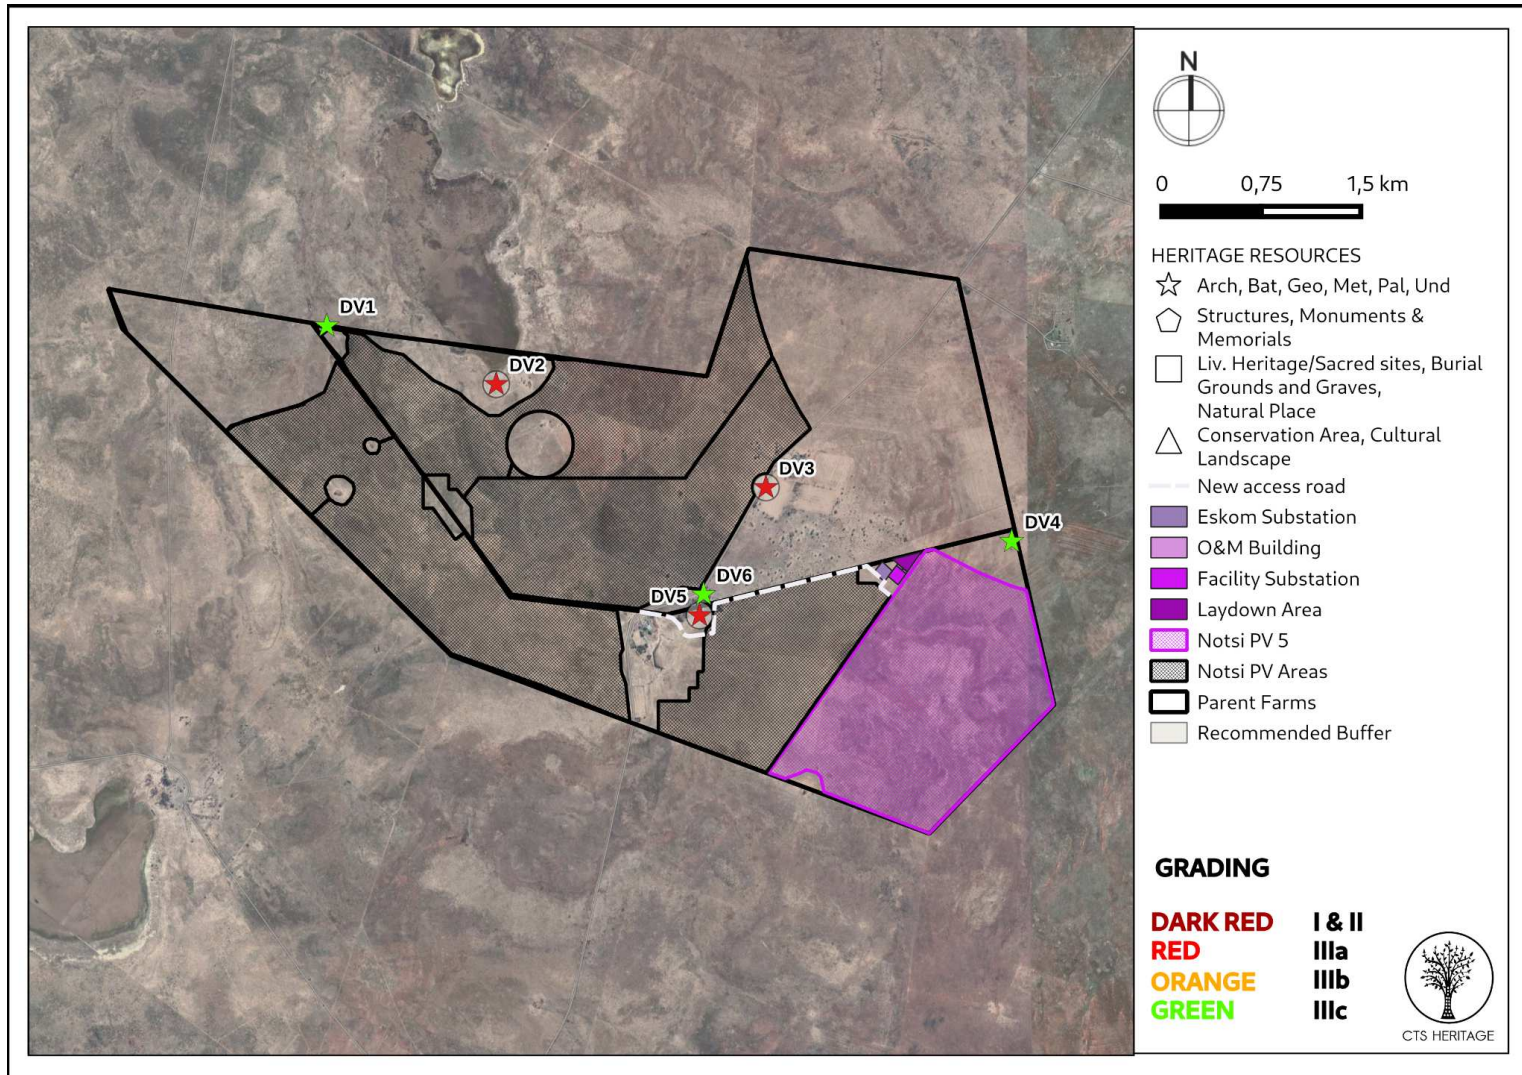 DV1
DV2
DV3
DV4
DV6
DV5
N
0 0,75 1,5 km
HERITAGE RESOURCES
Arch, Bat, Geo, Met, Pal, Und
Structures, Monuments &
Memorials
Liv. Heritage/Sacred sites, Burial
Grounds and Graves,
Natural Place
Conservation Area, Cultural
Landscape
New access road
Eskom Substation
O&M Building
Facility Substation
Laydown Area
Notsi PV 5
Notsi PV Areas
Parent Farms
Recommended Buffer
GRADING
DARK RED I & II
RED IIIa
ORANGE IIIb
GREEN IIIc
CTS HERITAGE